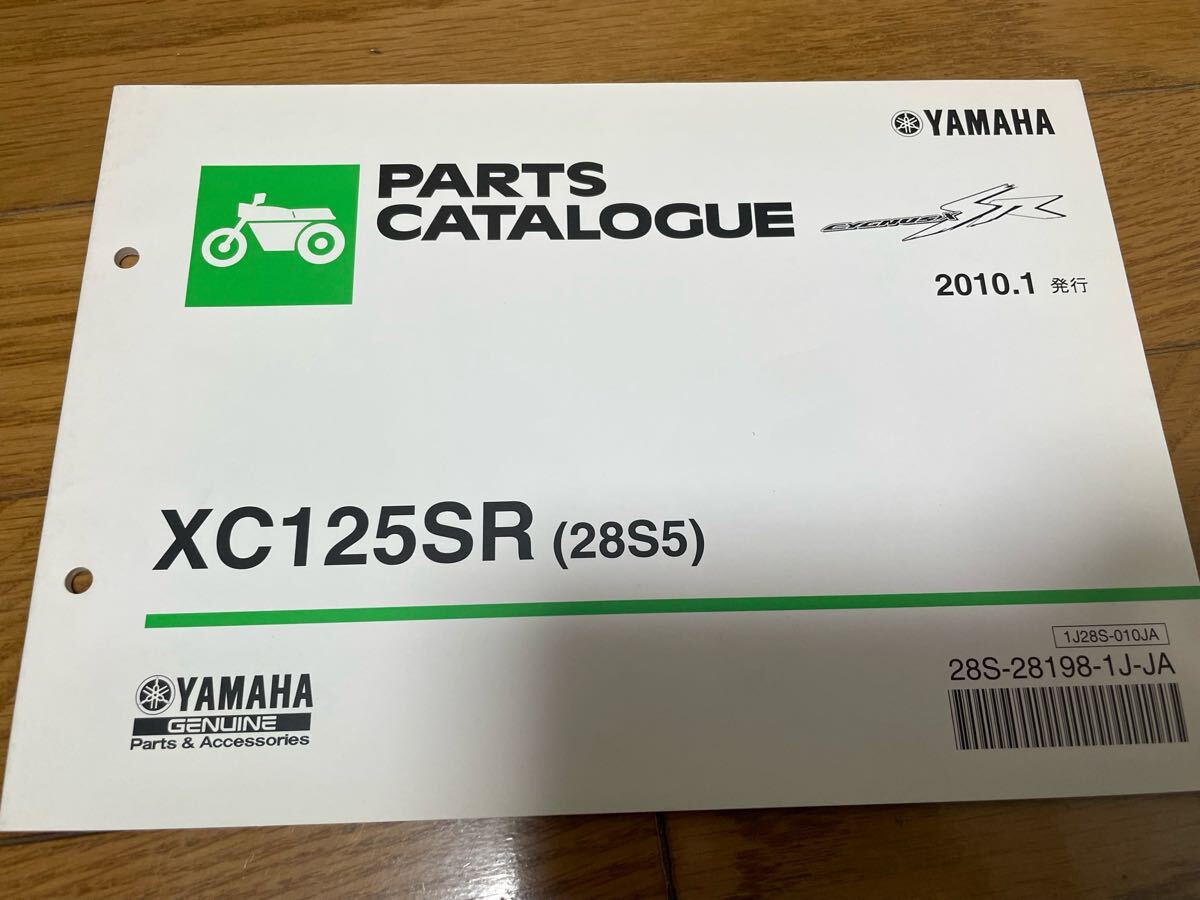 YAMAHA
PARTS
CATALOGUE
CYGNUS-X SR
2010.1 発行
XC125SR (28S5)
1J28S-010JA
28S-28198-1J-JA
YAMAHA
GENUINE
Parts & Accessories